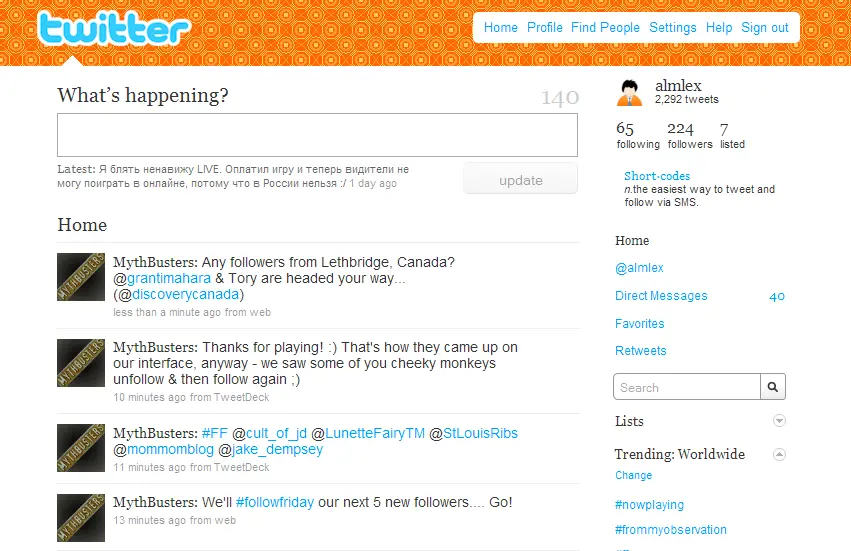 twitter
Home Profile Find People Settings Help Sign out
What's happening?
140
Latest: Я блять ненавижу LIVE. Оплатил игру и теперь видители не
могу поиграть в онлайне, потому что в России нельзя :/ 1 day ago
update
Home
MythBusters: Any followers from Lethbridge, Canada?
@grantimahara & Tory are headed your way...
(@discoverycanada)
less than a minute ago from web
MythBusters: Thanks for playing! :) That's how they came up on
our interface, anyway - we saw some of you cheeky monkeys
unfollow & then follow again ;)
10 minutes ago from TweetDeck
MythBusters: #FF @cult_of_jd @LunetteFairyTM @StLouisRibs
@mommomblog @jake_dempsey
11 minutes ago from TweetDeck
MythBusters: We'll #followfriday our next 5 new followers.... Go!
13 minutes ago from web
almlex
2,292 tweets
65 224 7
following followers listed
Short-codes
n.the easiest way to tweet and
follow via SMS.
Home
@almlex
Direct Messages 40
Favorites
Retweets
Search
Lists
Trending: Worldwide
Change
#nowplaying
#frommyobservation
MYTHBUSTERS
MYTHBUSTERS
MYTHBUSTERS
MYTHBUSTERS